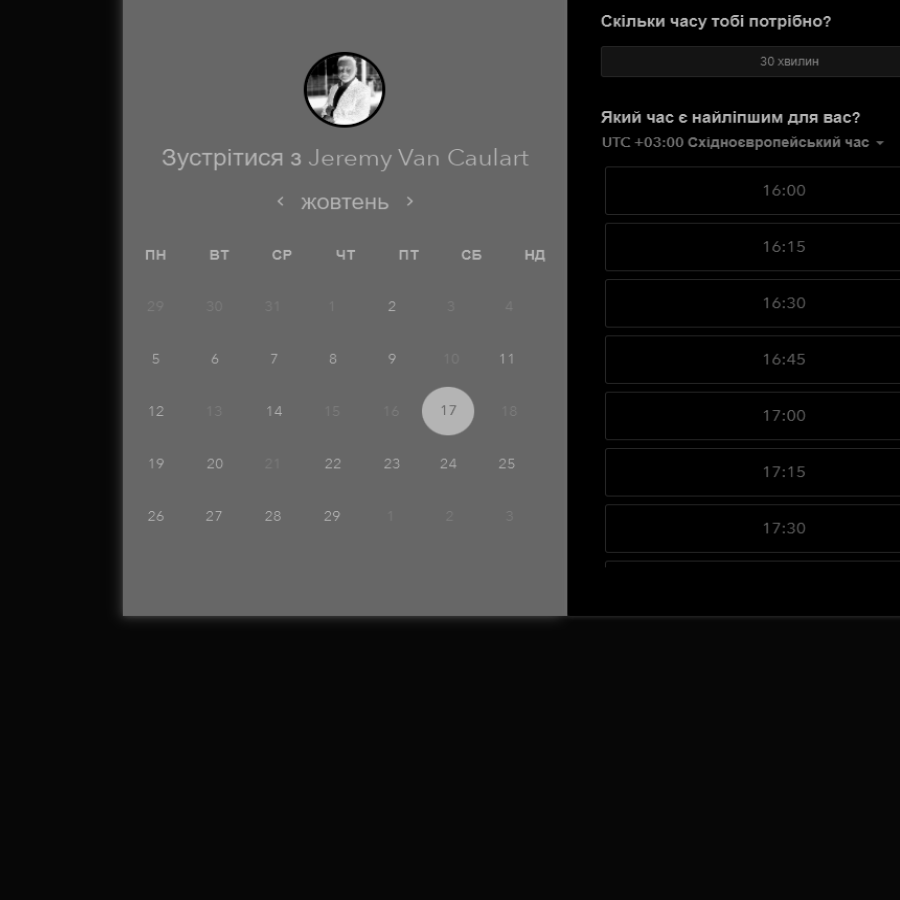 Зустрітися з Jeremy Van Caulart
жовтень
ПН ВТ СР ЧТ ПТ СБ НД
29 30 31 1 2 3 4
5 6 7 8 9 10 11
12 13 14 15 16 17 18
19 20 21 22 23 24 25
26 27 28 29 1 2 3
Скільки часу тобі потрібно?
30 хвилин
Який час є найліпшим для вас?
UTC +03:00 Східноєвропейський час
16:00
16:15
16:30
16:45
17:00
17:15
17:30